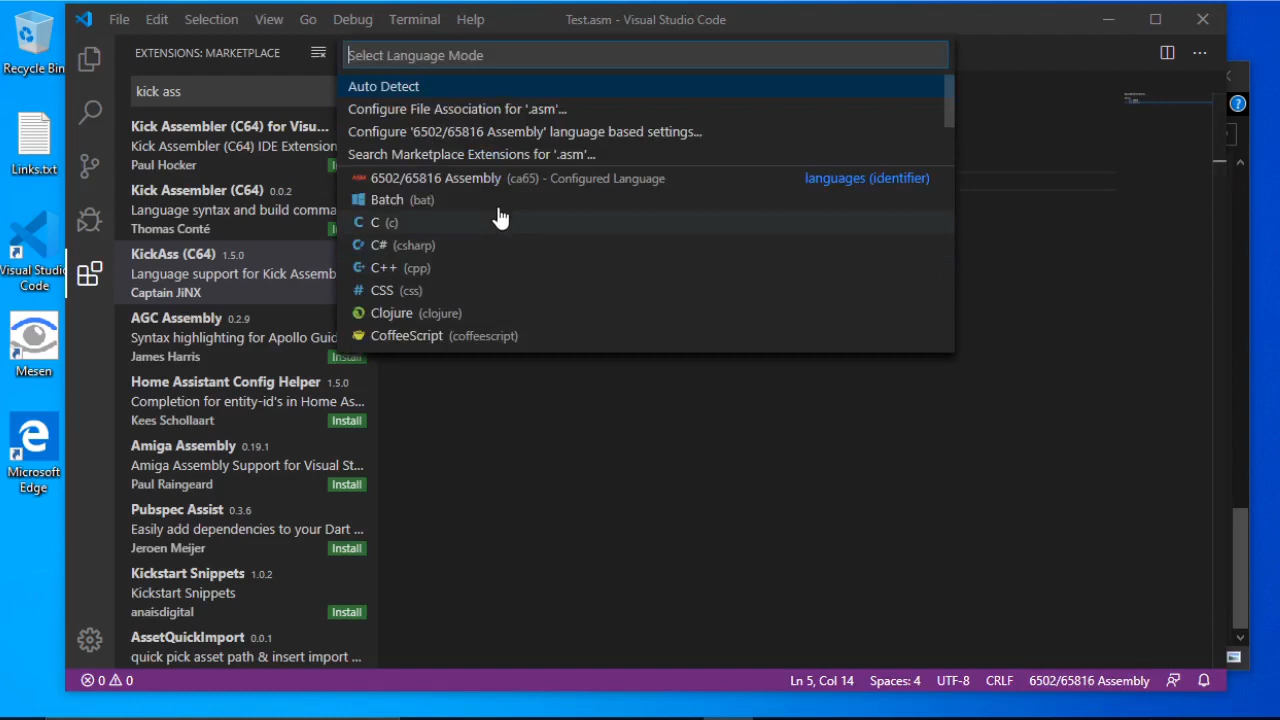 Recycle Bin
Links.txt
Visual Studio
Code
Mesen
Microsoft
Edge
File Edit Selection View Go Debug Terminal Help
Test.asm - Visual Studio Code
EXTENSIONS: MARKETPLACE
kick ass
Kick Assembler (C64) for Visu...
Kick Assembler (C64) IDE Extension
Paul Hocker
Kick Assembler (C64) 0.0.2
Language syntax and build comma
Thomas Conté
KickAss (C64) 1.5.0
Language support for Kick Assemb
Captain JiNX
AGC Assembly 0.2.9
Syntax highlighting for Apollo Guid
James Harris Install
Home Assistant Config Helper 1.5.0
Completion for entity-id's in Home As...
Kees Schollaart Install
Amiga Assembly 0.19.1
Amiga Assembly Support for Visual St...
Paul Raingeard Install
Pubspec Assist 0.3.6
Easily add dependencies to your Dart ...
Jeroen Meijer Install
Kickstart Snippets 1.0.2
Kickstart Snippets
anaisdigital Install
AssetQuickImport 0.0.1
quick pick asset path & insert import ...
Select Language Mode
Auto Detect
Configure File Association for '.asm'...
Configure '6502/65816 Assembly' language based settings...
Search Marketplace Extensions for '.asm'...
6502/65816 Assembly (ca65) - Configured Language languages (identifier)
Batch (bat)
C (c)
C# (csharp)
C++ (cpp)
CSS (css)
Clojure (clojure)
CoffeeScript (coffeescript)
0 0 Ln 5, Col 14 Spaces: 4 UTF-8 CRLF 6502/65816 Assembly